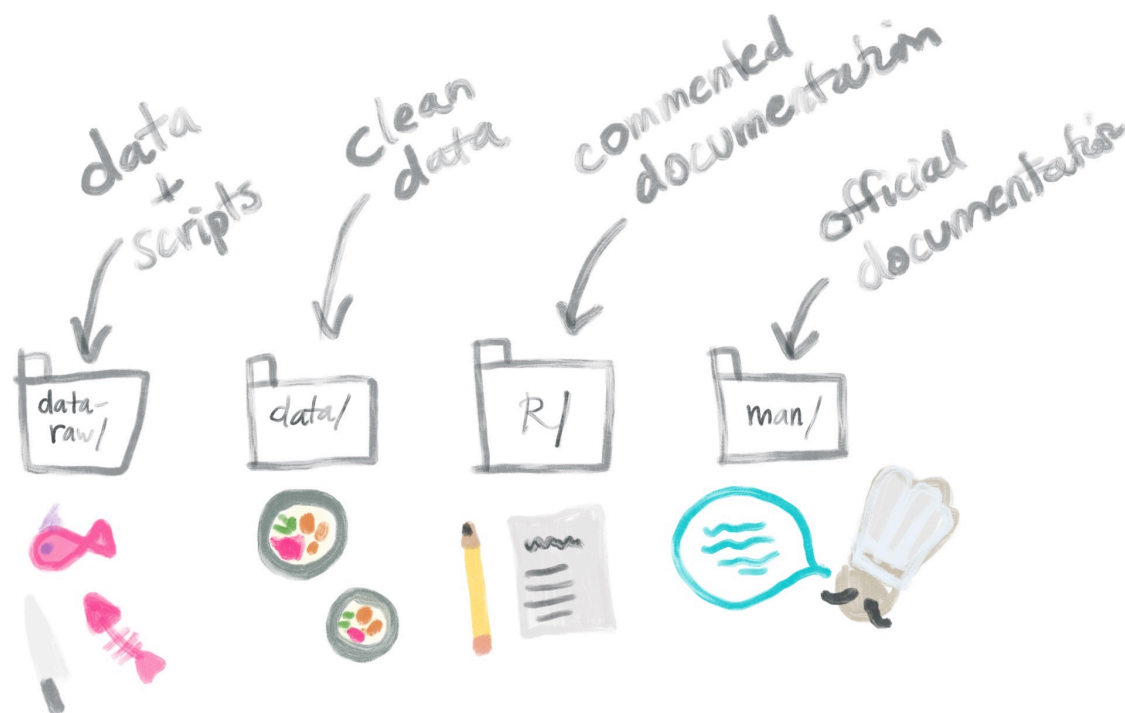 data
+
scripts
clean
data
commented
documentation
official
documentation
data-
raw/
data/
R/
man/